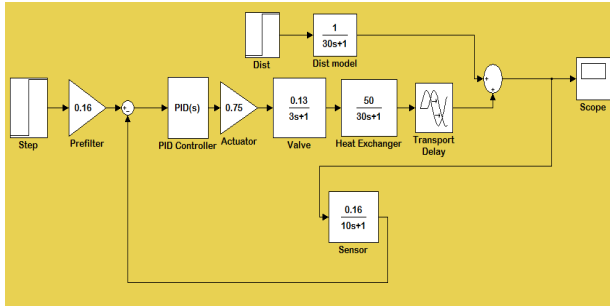 1
30s+1
Dist
Dist model
0.16
PID(s)
0.75
0.13
3s+1
50
30s+1
Step
Prefilter
PID Controller
Actuator
Valve
Heat Exchanger
Transport
Delay
Scope
0.16
10s+1
Sensor